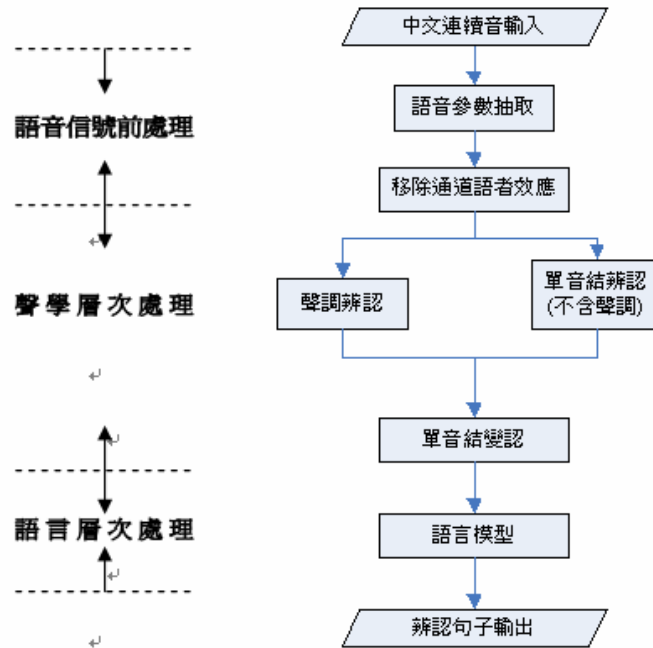 中文連續音輸入
語音參數抽取
語音信號前處理
移除通道語者效應
聲調辨認
單音結辨認
(不含聲調)
聲學層次處理
單音結變認
語言層次處理
語言模型
辨認句子輸出